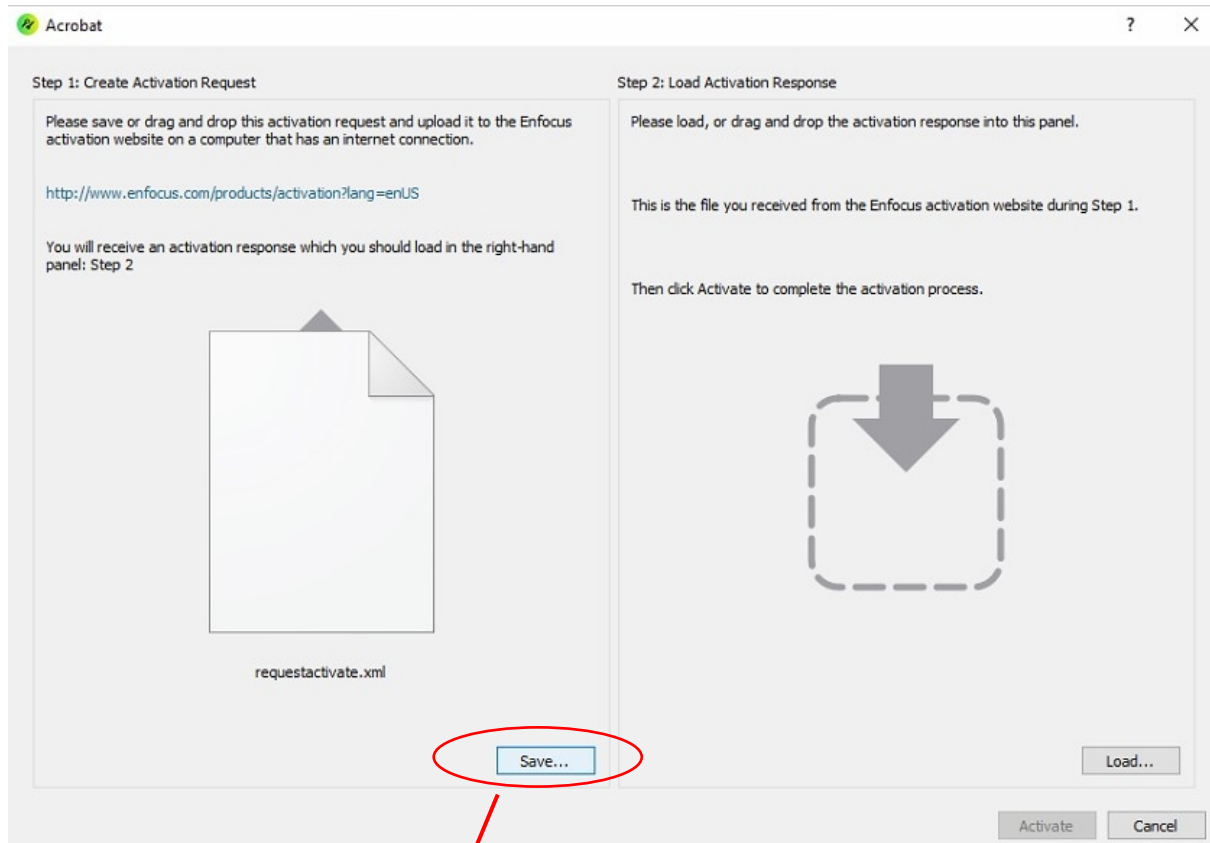 Acrobat
?
Step 1: Create Activation Request
Please save or drag and drop this activation request and upload it to the Enfocus
activation website on a computer that has an internet connection.
http://www.enfocus.com/products/activation?lang=enUS
You will receive an activation response which you should load in the right-hand
panel: Step 2
requestactivate.xml
Save...
Step 2: Load Activation Response
Please load, or drag and drop the activation response into this panel.
This is the file you received from the Enfocus activation website during Step 1.
Then click Activate to complete the activation process.
Load...
Activate
Cancel